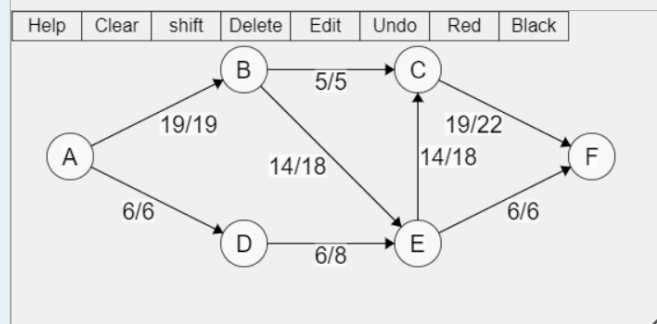 Help Clear shift Delete Edit Undo Red Black
B 5/5 C
19/19 19/22
A 14/18 14/18 F
6/6 6/6
D 6/8 E